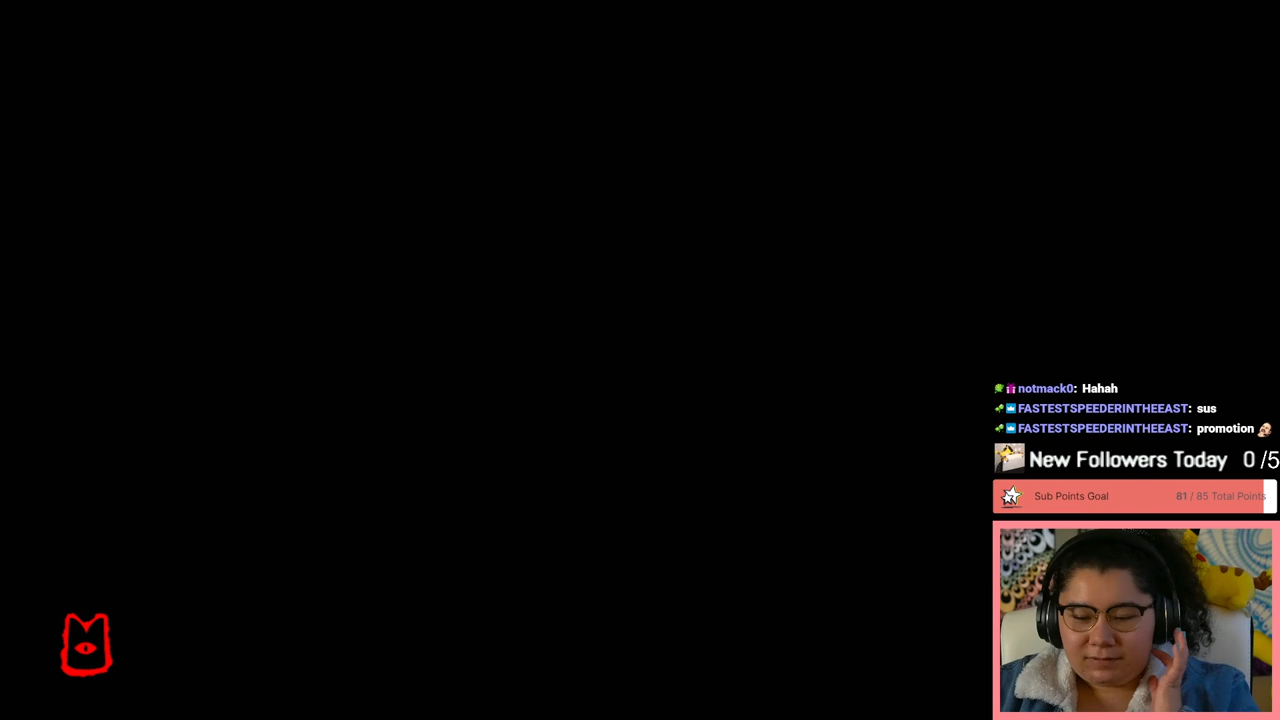 notmack0: Hahah
FASTESTSPEEDERINTHEEAST: sus
FASTESTSPEEDERINTHEEAST: promotion
New Followers Today 0 /5
Sub Points Goal 81 / 85 Total Points